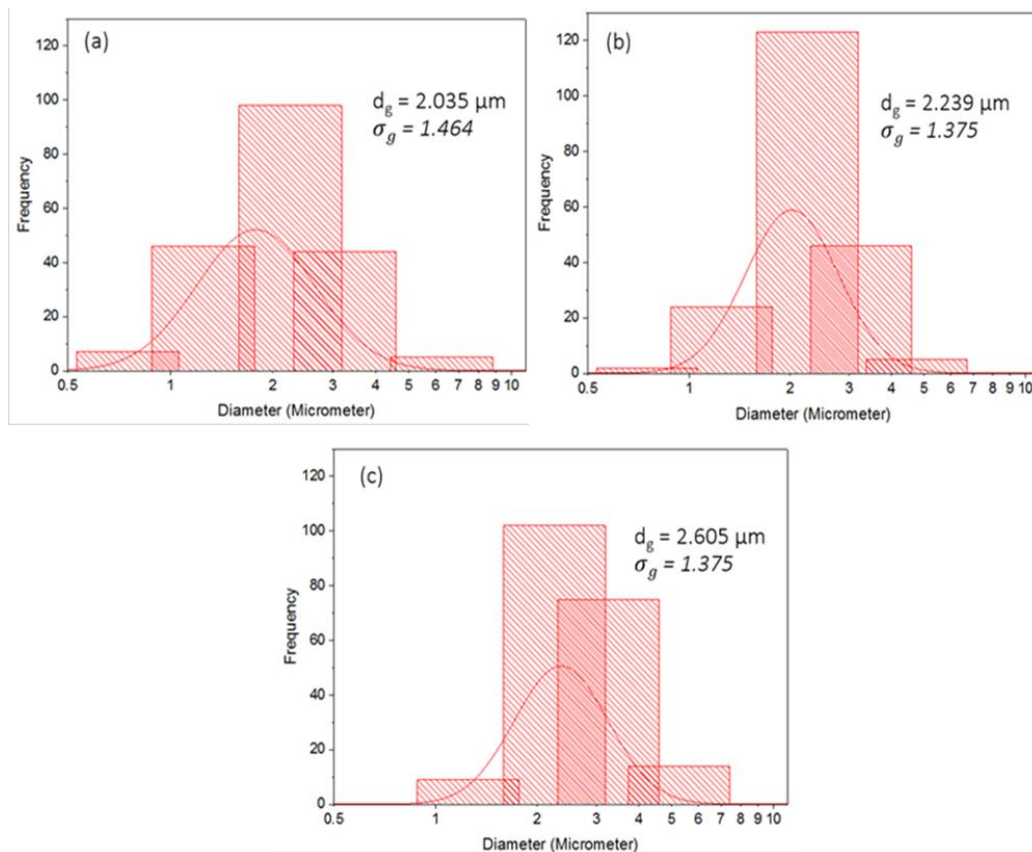 (a)
d_g = 2.035 µm
σ_g = 1.464
120
100
80
60
40
20
0
Frequency
0.5 1 2 3 4 5 6 7 8 9 10
Diameter (Micrometer)
(b)
d_g = 2.239 µm
σ_g = 1.375
120
100
80
60
40
20
0
Frequency
0.5 1 2 3 4 5 6 7 8 9 10
Diameter (Micrometer)
(c)
d_g = 2.605 µm
σ_g = 1.375
120
100
80
60
40
20
0
Frequency
0.5 1 2 3 4 5 6 7 8 9 10
Diameter (Micrometer)